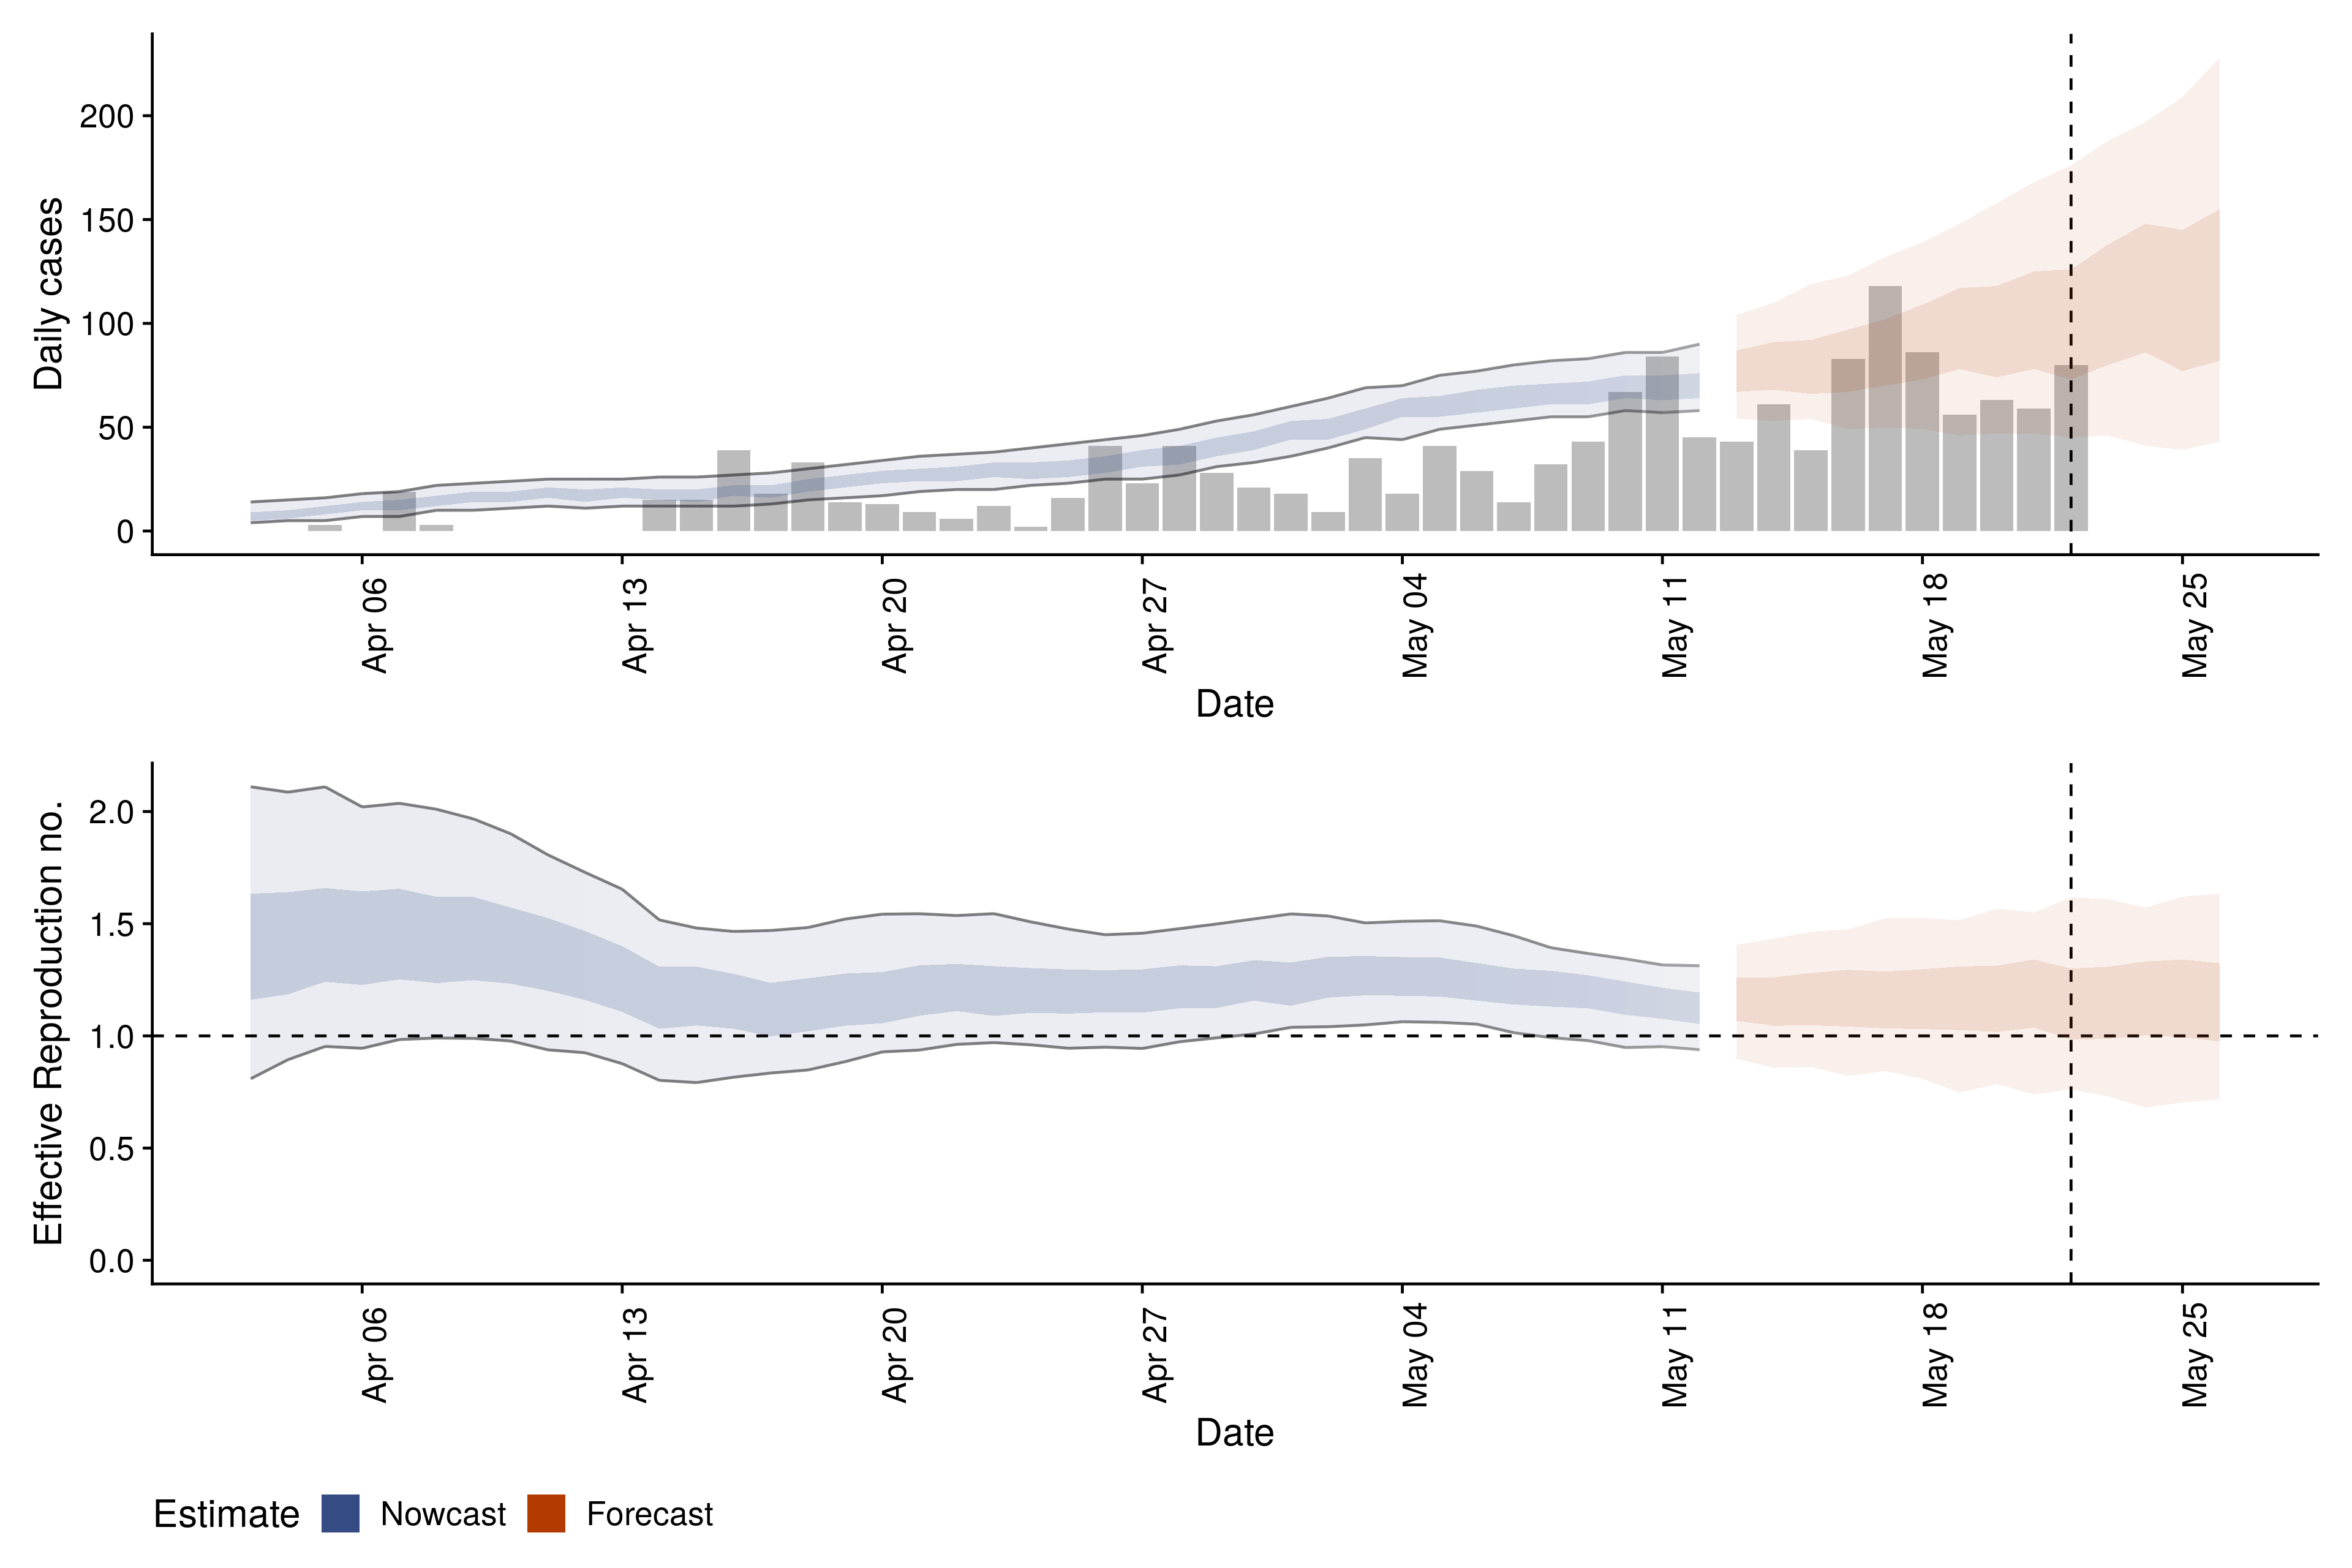 Daily cases
200
150
100
50
0
Apr 06
Apr 13
Apr 20
Apr 27
May 04
May 11
May 18
May 25
Date
Effective Reproduction no.
2.0
1.5
1.0
0.5
0.0
Apr 06
Apr 13
Apr 20
Apr 27
May 04
May 11
May 18
May 25
Date
Estimate Nowcast Forecast